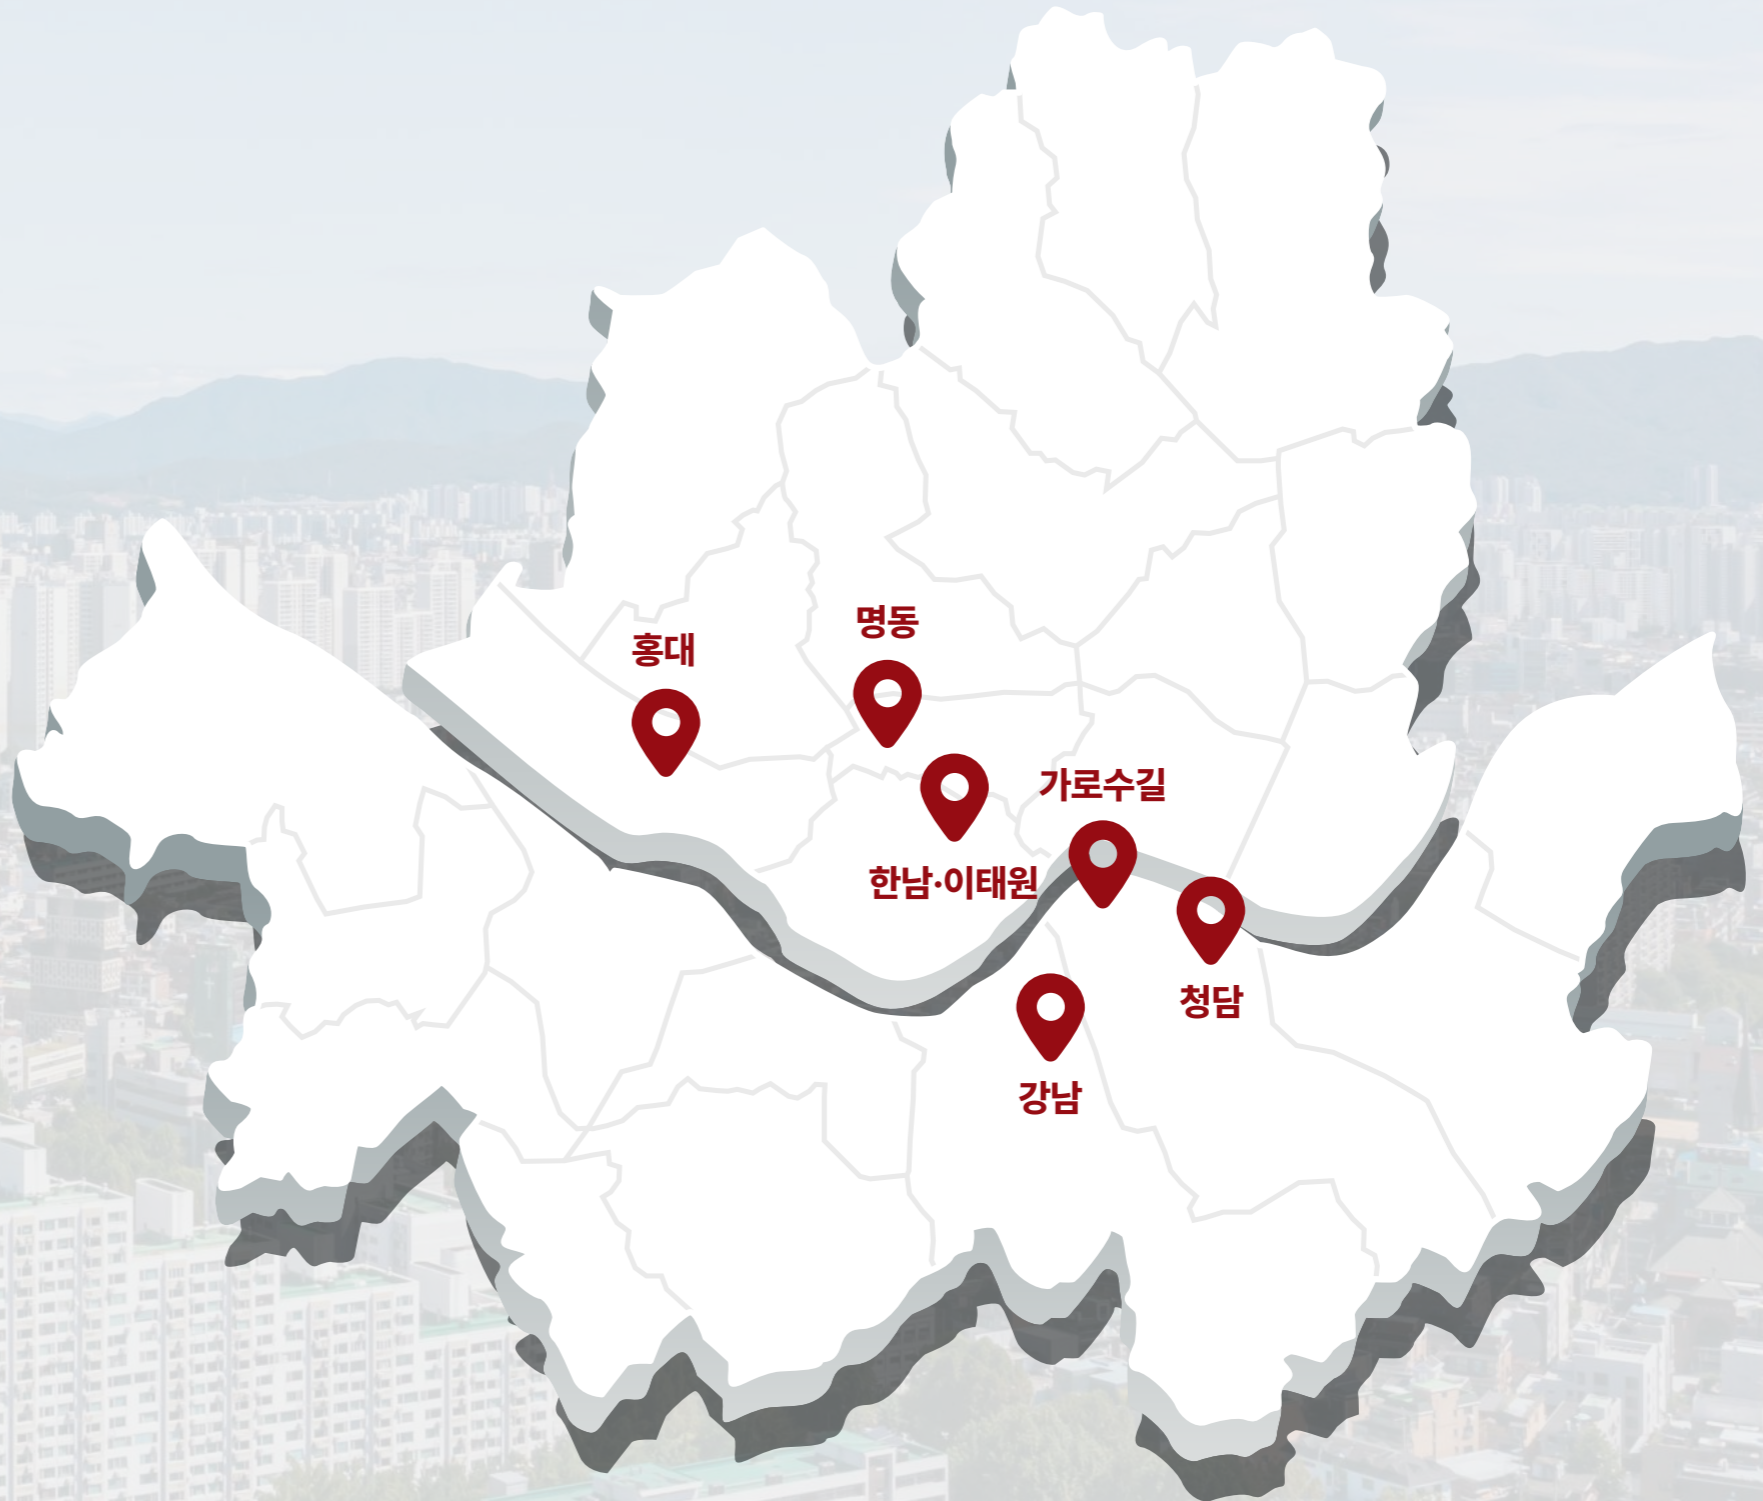 명동
홍대
가로수길
한남·이태원
청담
강남